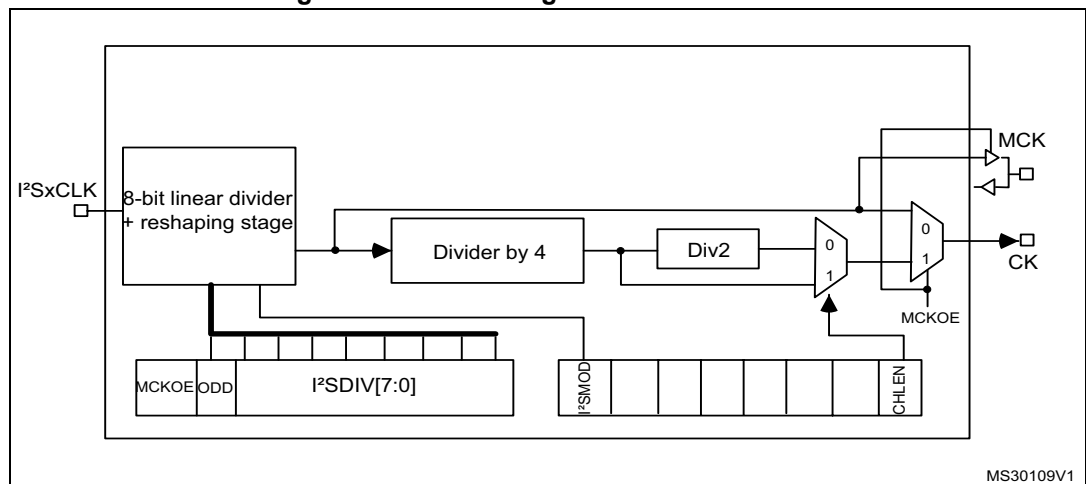 MCK
I²SxCLK
8-bit linear divider
+ reshaping stage
Divider by 4
Div2
0
1
0
1
CK
MCKOE
MCKOE
ODD
I²SDIV[7:0]
I²SMOD
CHLEN
MS30109V1